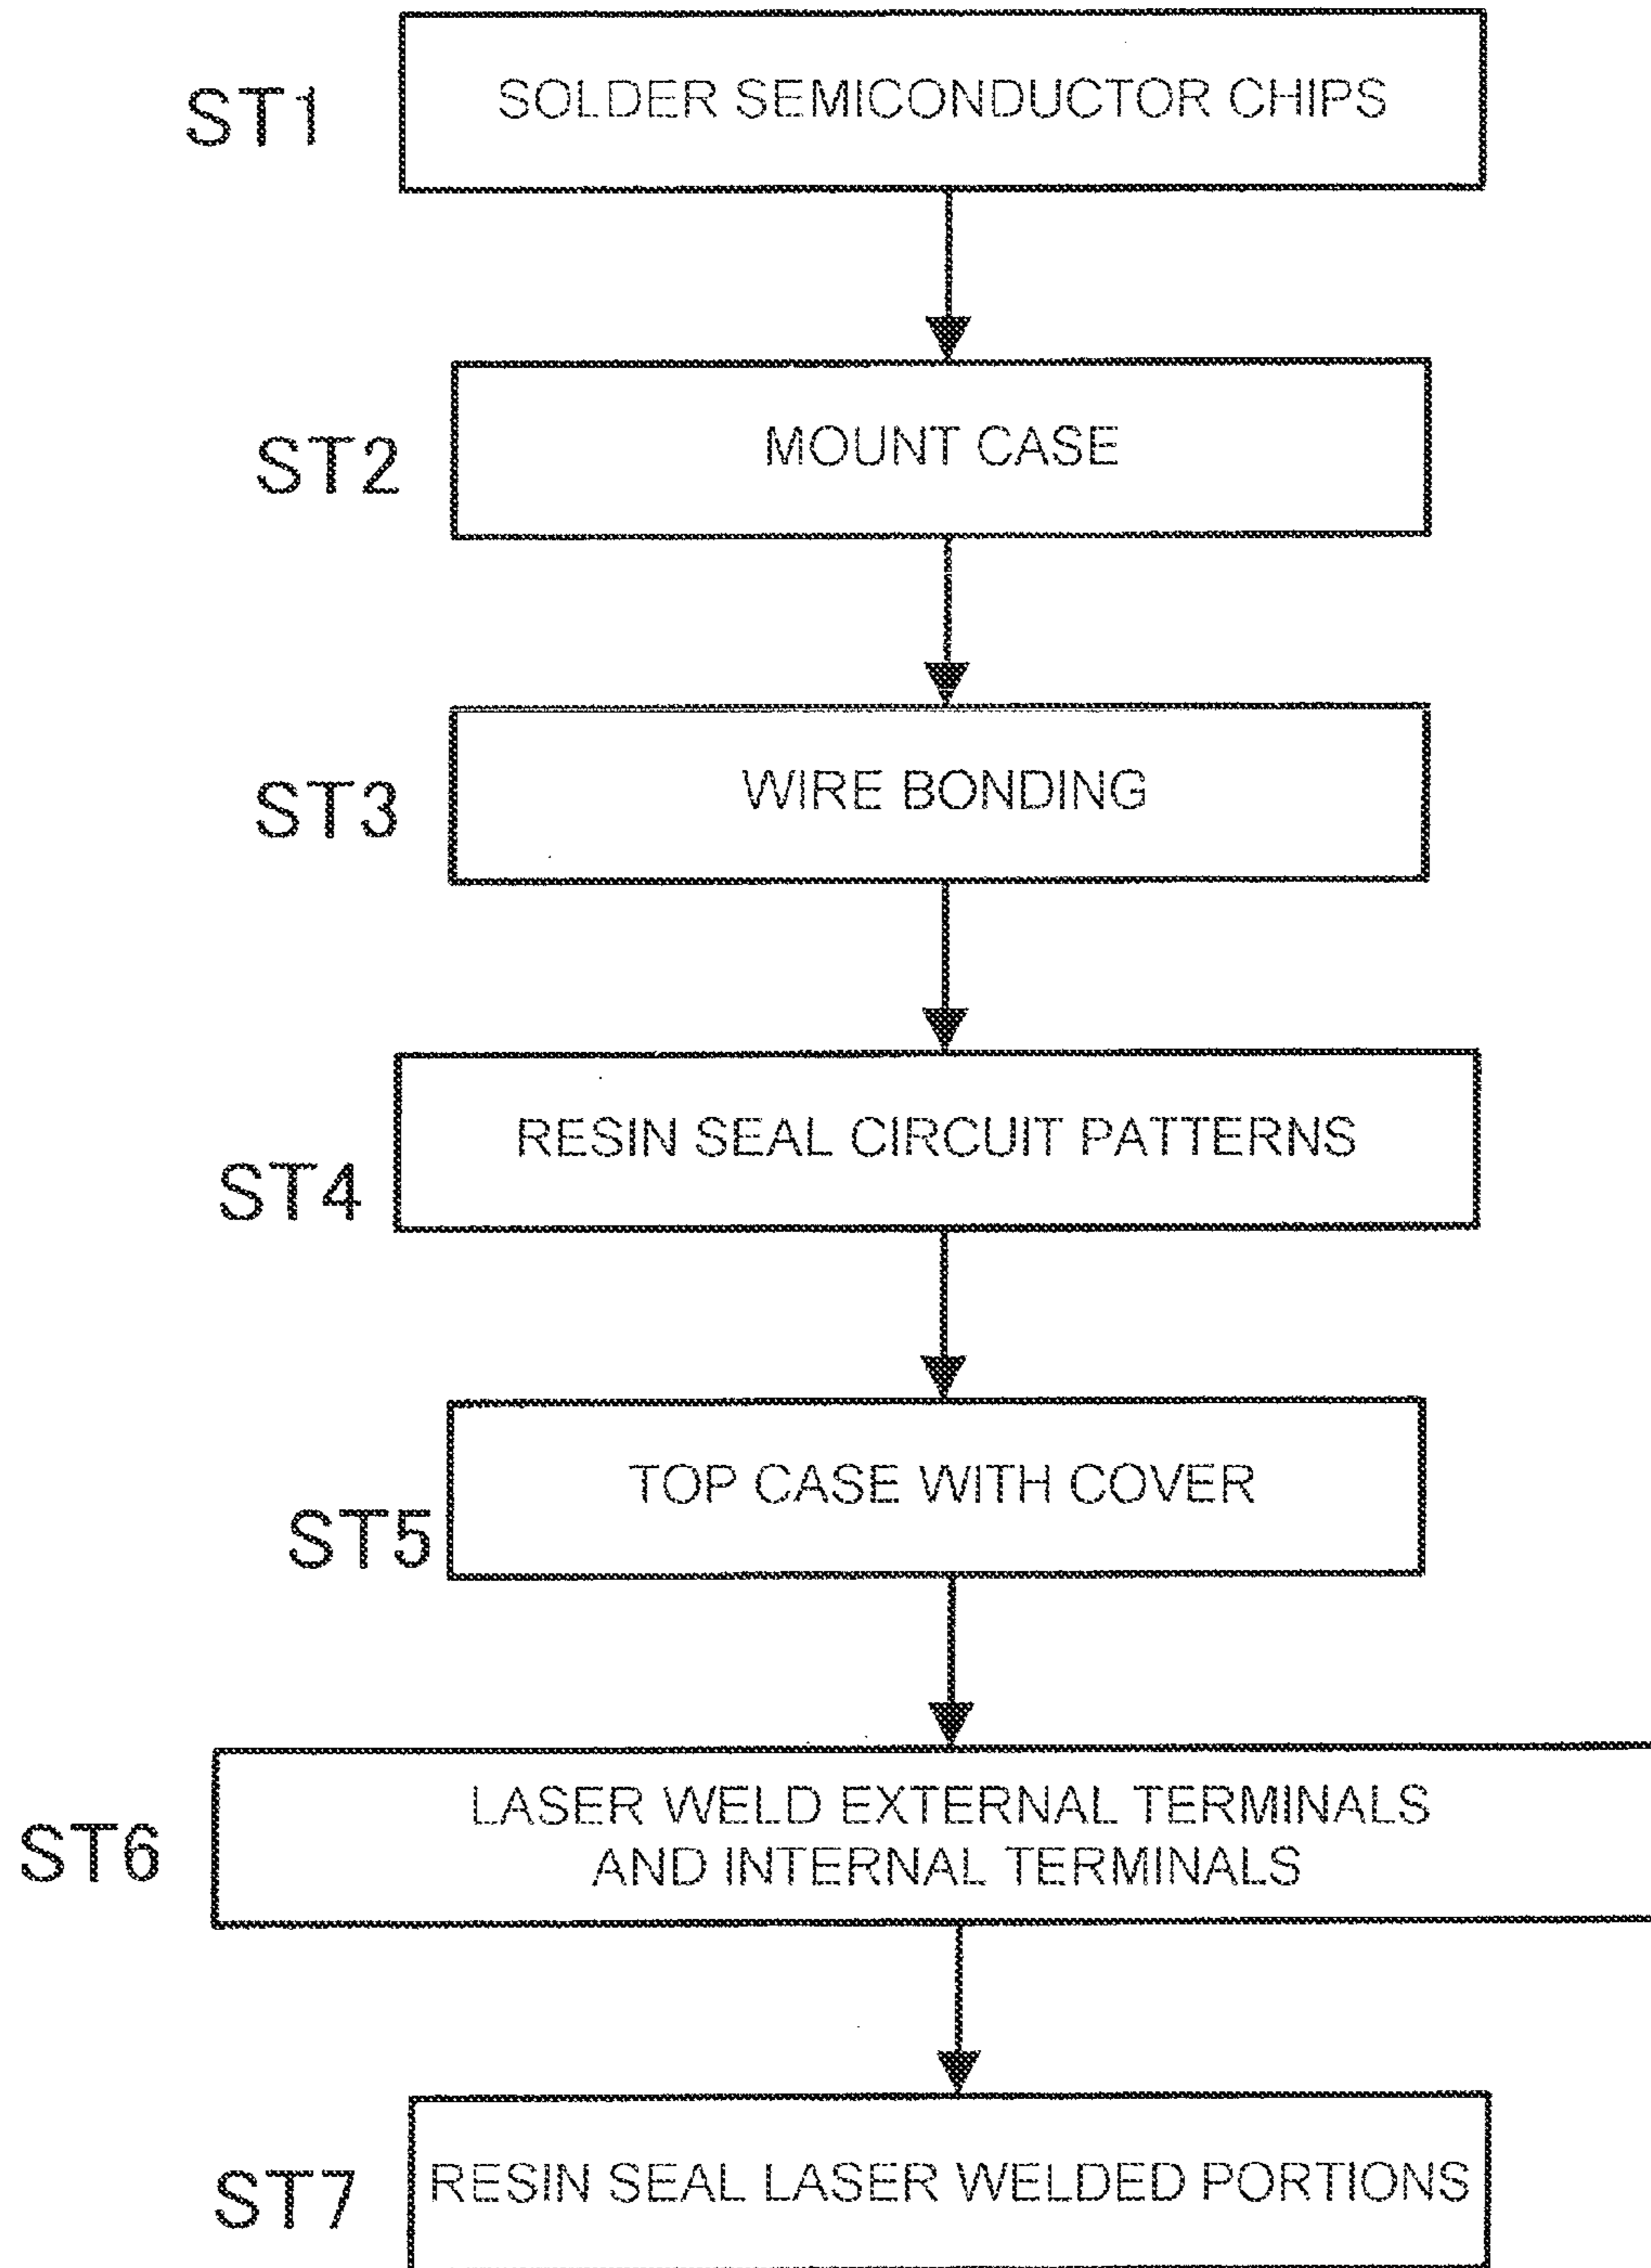 ST1
SOLDER SEMICONDUCTOR CHIPS
ST2
MOUNT CASE
ST3
WIRE BONDING
ST4
RESIN SEAL CIRCUIT PATTERNS
ST5
TOP CASE WITH COVER
ST6
LASER WELD EXTERNAL TERMINALS
AND INTERNAL TERMINALS
ST7
RESIN SEAL LASER WELDED PORTIONS